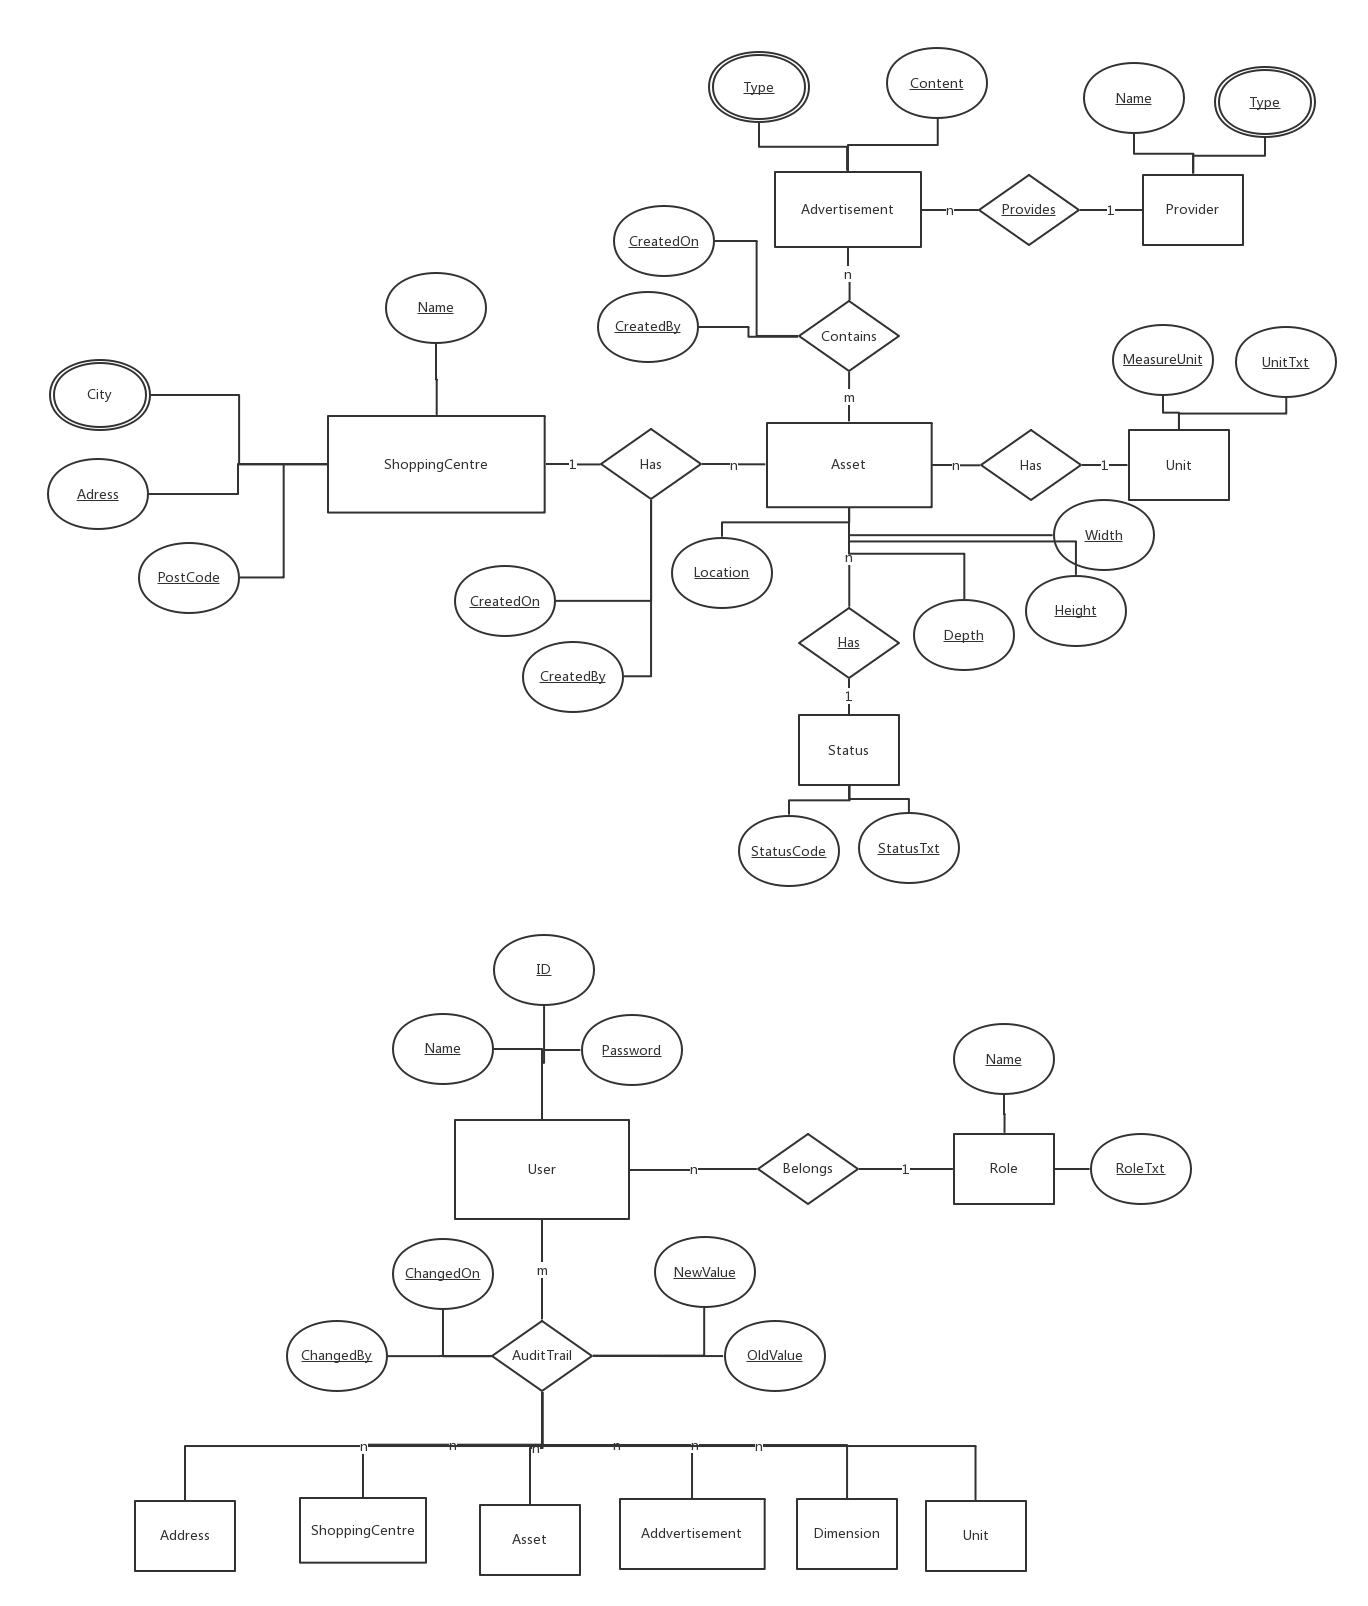 Type
Content
Name
Type
Advertisement
n
Provides
1
Provider
CreatedOn
n
Name
CreatedBy
Contains
MeasureUnit
UnitTxt
City
m
ShoppingCentre
1
Has
n
Asset
n
Has
1
Unit
Adress
Width
n
PostCode
Location
CreatedOn
Height
Depth
Has
CreatedBy
1
Status
StatusCode
StatusTxt
ID
Name
Password
Name
User
n
Belongs
1
Role
RoleTxt
ChangedOn
m
NewValue
ChangedBy
AuditTrail
OldValue
n
n
n
n
n
n
Address
ShoppingCentre
Asset
Addvertisement
Dimension
Unit